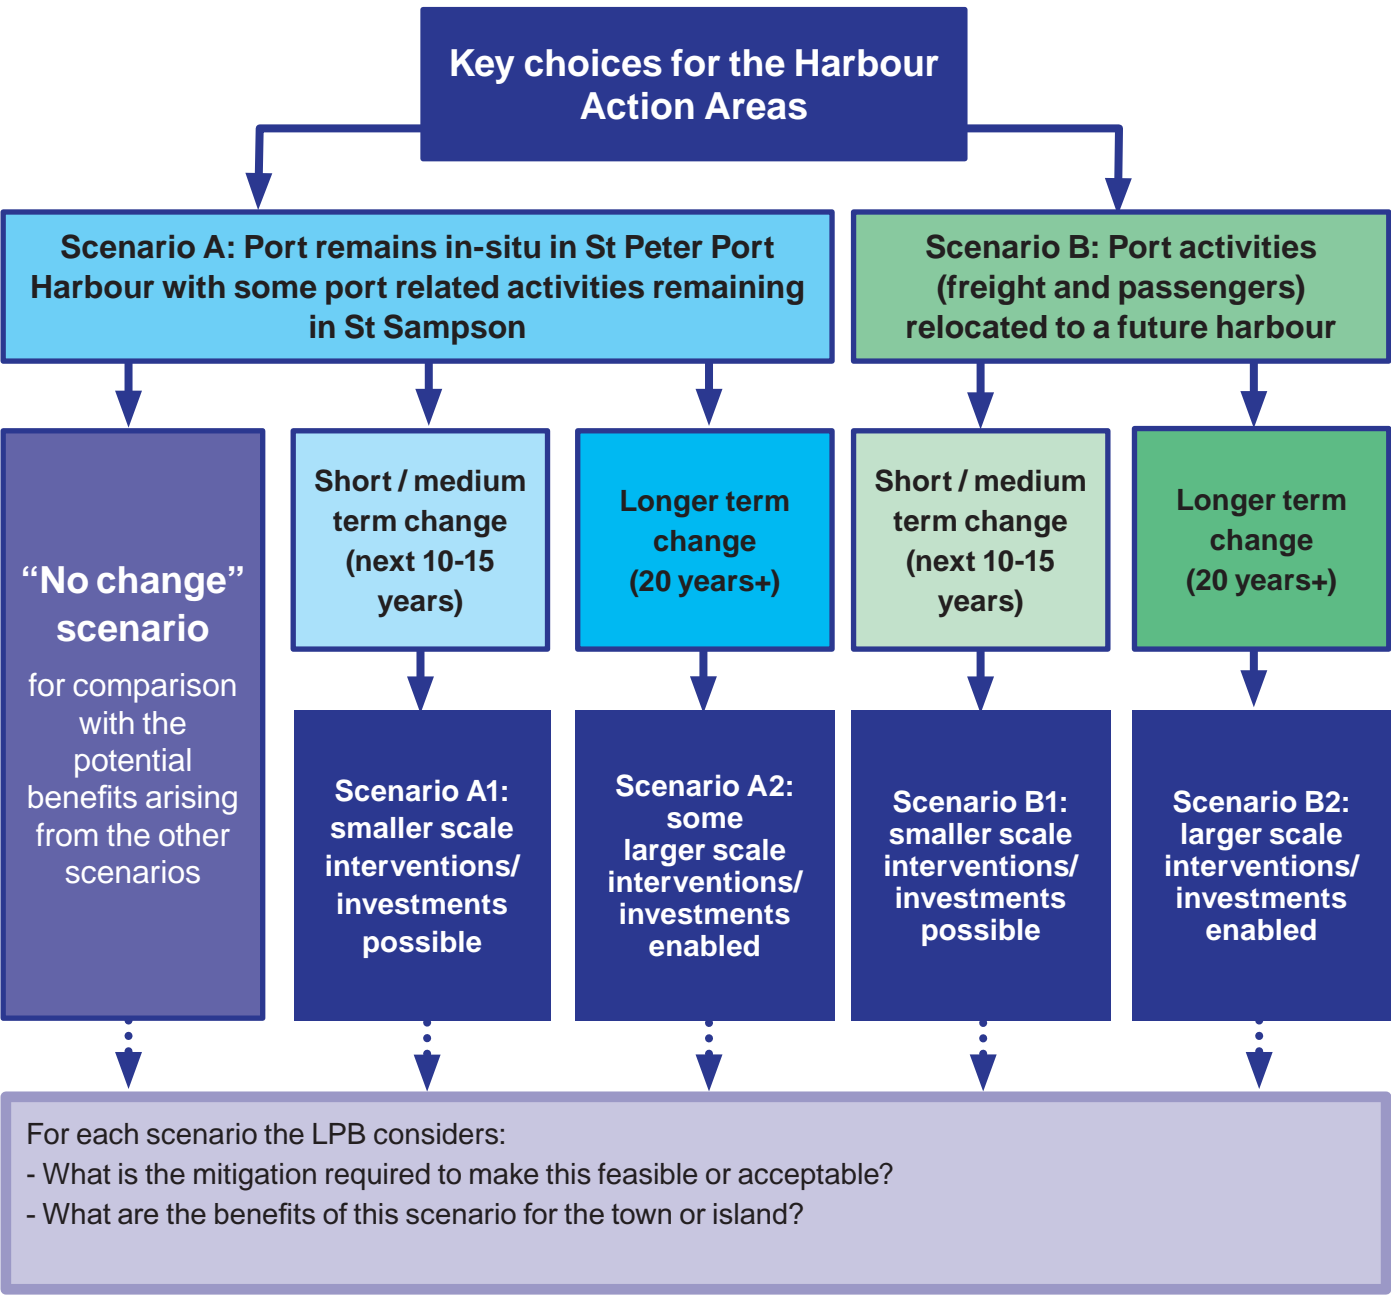 Key choices for the Harbour
Action Areas
Scenario A: Port remains in-situ in St Peter Port
Harbour with some port related activities remaining
in St Sampson
Scenario B: Port activities
(freight and passengers)
relocated to a future harbour
“No change”
scenario
for comparison
with the
potential
benefits arising
from the other
scenarios
Short / medium
term change
(next 10-15
years)
Longer term
change
(20 years+)
Short / medium
term change
(next 10-15
years)
Longer term
change
(20 years+)
Scenario A1:
smaller scale
interventions/
investments
possible
Scenario A2:
some
larger scale
interventions/
investments
enabled
Scenario B1:
smaller scale
interventions/
investments
possible
Scenario B2:
larger scale
interventions/
investments
enabled
For each scenario the LPB considers:
- What is the mitigation required to make this feasible or acceptable?
- What are the benefits of this scenario for the town or island?